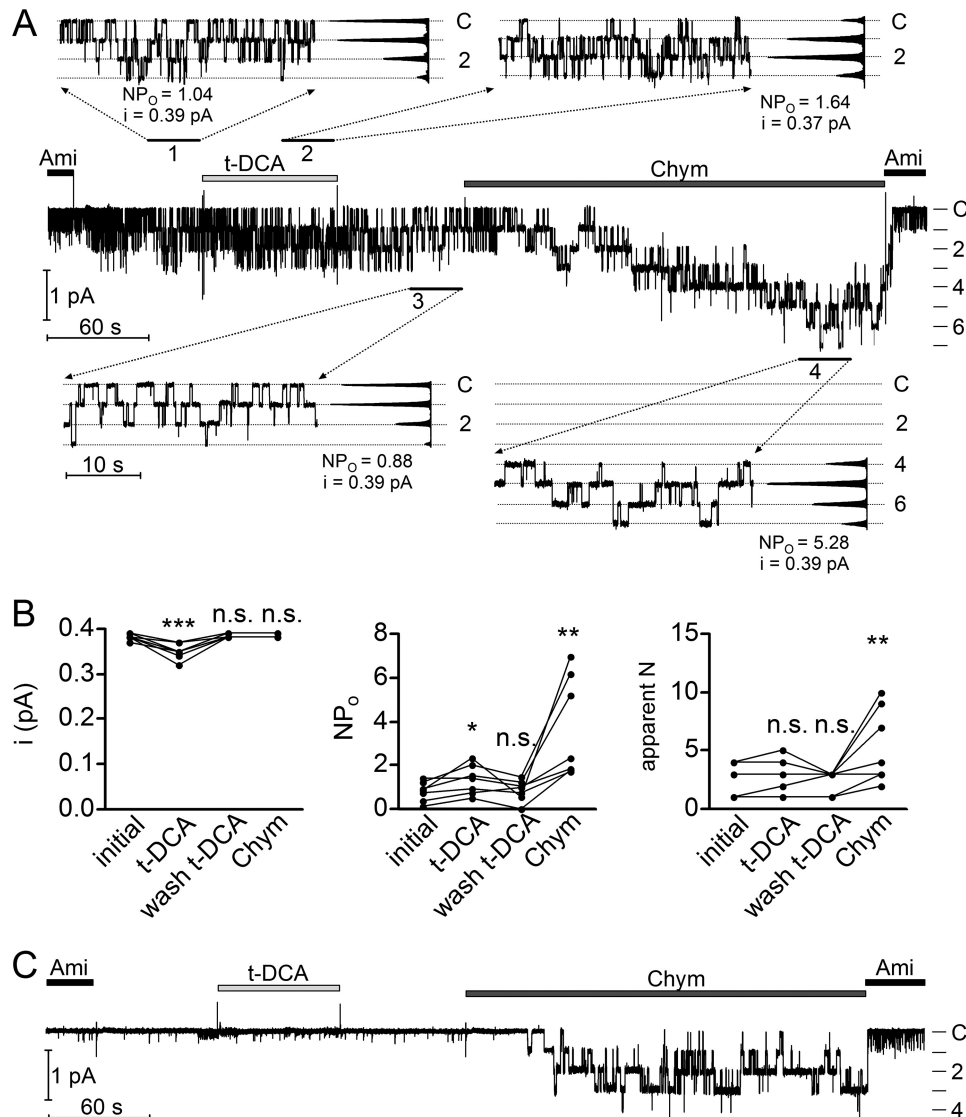 A
C
2
NPO = 1.04
i = 0.39 pA
C
2
NPO = 1.64
i = 0.37 pA
1
2
Ami
t-DCA
Chym
Ami
C
2
4
6
1 pA
60 s
3
4
C
2
10 s
NPO = 0.88
i = 0.39 pA
C
2
4
6
NPO = 5.28
i = 0.39 pA
B
i (pA)
0.4
0.3
0.2
0.1
0.0
*** n.s. n.s.
initial
t-DCA
wash t-DCA
Chym
NPO
8
6
4
2
0
* n.s. **
initial
t-DCA
wash t-DCA
Chym
apparent N
15
10
5
0
n.s. n.s. **
initial
t-DCA
wash t-DCA
Chym
C
Ami
t-DCA
Chym
Ami
C
2
4
1 pA
60 s